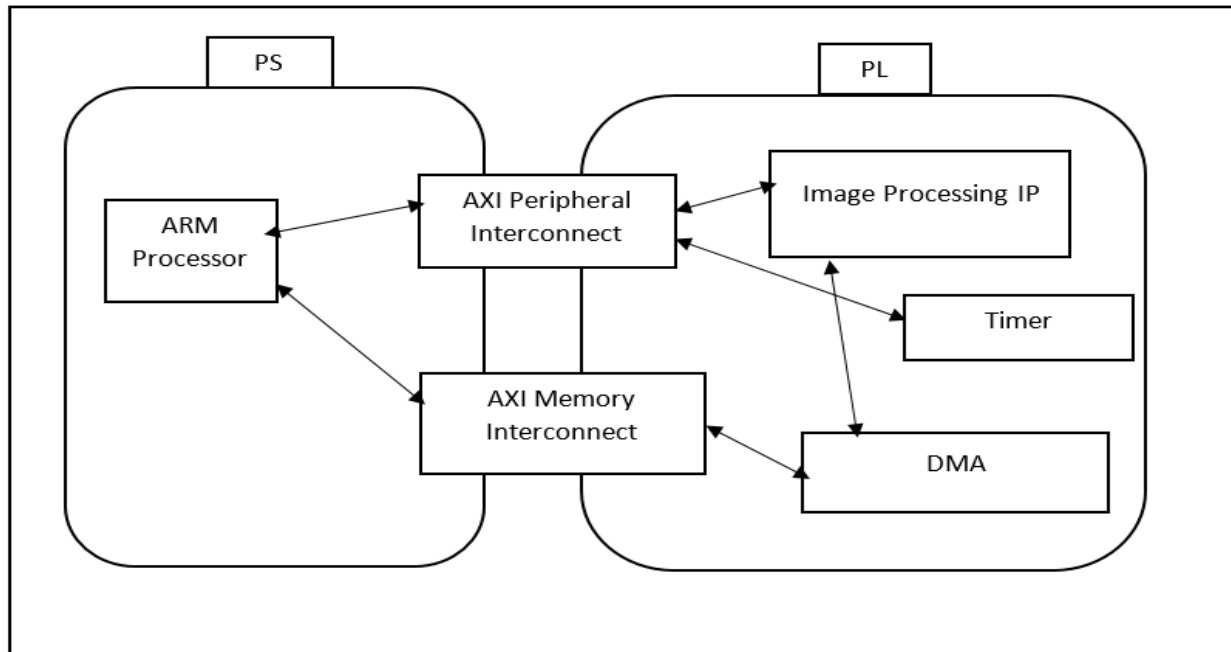 PS
PL
ARM
Processor
AXI Peripheral
Interconnect
Image Processing IP
Timer
AXI Memory
Interconnect
DMA